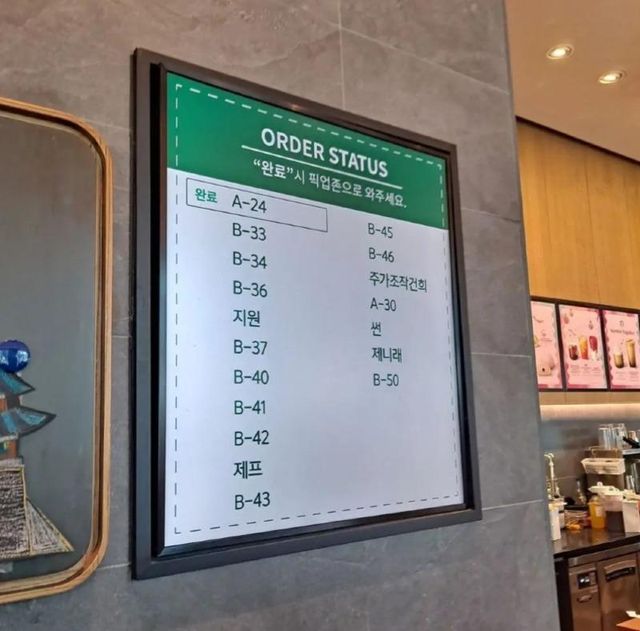 ORDER STATUS
"완료"시 픽업존으로 와주세요.
완료 A-24
B-33
B-34
B-36
지원
B-37
B-40
B-41
B-42
제프
B-43
B-45
B-46
주가조작건희
A-30
썬
제니래
B-50